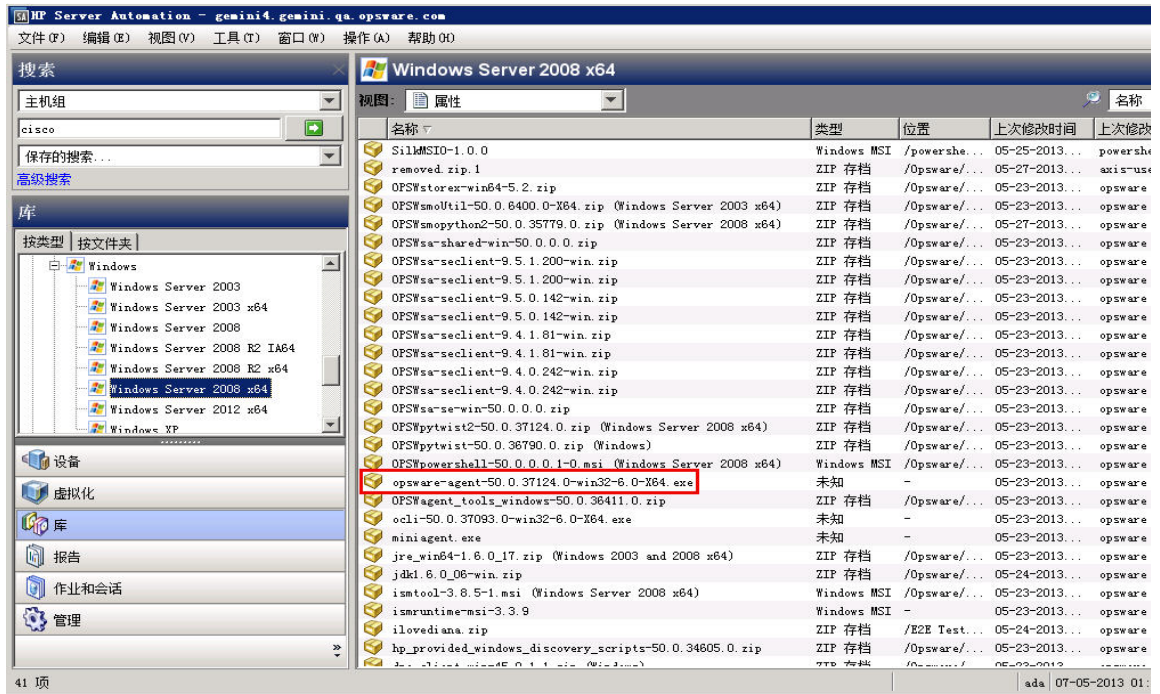 HP Server Automation - gemini4.gemini.qa.opsware.com
文件(F) 编辑(E) 视图(V) 工具(T) 窗口(W) 操作(A) 帮助(H)
搜索
主机组
cisco
保存的搜索...
高级搜索
库
按类型 按文件夹
Windows
Windows Server 2003
Windows Server 2003 x64
Windows Server 2008
Windows Server 2008 R2 IA64
Windows Server 2008 R2 x64
Windows Server 2008 x64
Windows Server 2012 x64
Windows XP
设备
虚拟化
库
报告
作业和会话
管理
Windows Server 2008 x64
视图: 属性 名称
名称 类型 位置 上次修改时间 上次修改
SilkMSIO-1.0.0 Windows MSI /powershe... 05-25-2013... powershe
removed.zip.1 ZIP 存档 /Opsware/... 05-27-2013... axis-use
OPSWstorex-win64-5.2.zip ZIP 存档 /Opsware/... 05-23-2013... opsware
OPSWsmoUtil-50.0.6400.0-X64.zip (Windows Server 2003 x64) ZIP 存档 /Opsware/... 05-23-2013... opsware
OPSWsmopython2-50.0.35779.0.zip (Windows Server 2008 x64) ZIP 存档 /Opsware/... 05-27-2013... opsware
OPSWsa-shared-win-50.0.0.0.zip ZIP 存档 /Opsware/... 05-23-2013... opsware
OPSWsa-seclient-9.5.1.200-win.zip ZIP 存档 /Opsware/... 05-23-2013... opsware
OPSWsa-seclient-9.5.1.200-win.zip ZIP 存档 /Opsware/... 05-23-2013... opsware
OPSWsa-seclient-9.5.0.142-win.zip ZIP 存档 /Opsware/... 05-23-2013... opsware
OPSWsa-seclient-9.5.0.142-win.zip ZIP 存档 /Opsware/... 05-23-2013... opsware
OPSWsa-seclient-9.4.1.81-win.zip ZIP 存档 /Opsware/... 05-23-2013... opsware
OPSWsa-seclient-9.4.1.81-win.zip ZIP 存档 /Opsware/... 05-23-2013... opsware
OPSWsa-seclient-9.4.0.242-win.zip ZIP 存档 /Opsware/... 05-23-2013... opsware
OPSWsa-seclient-9.4.0.242-win.zip ZIP 存档 /Opsware/... 05-23-2013... opsware
OPSWsa-se-win-50.0.0.0.zip ZIP 存档 /Opsware/... 05-23-2013... opsware
OPSWpytwist2-50.0.37124.0.zip (Windows Server 2008 x64) ZIP 存档 /Opsware/... 05-23-2013... opsware
OPSWpytwist-50.0.36790.0.zip (Windows) ZIP 存档 /Opsware/... 05-23-2013... opsware
OPSWpowershell-50.0.0.0.1-0.msi (Windows Server 2008 x64) Windows MSI /Opsware/... 05-23-2013... opsware
opsware-agent-50.0.37124.0-win32-6.0-X64.exe 未知 - 05-23-2013... opsware
OPSWagent_tools_windows-50.0.36411.0.zip ZIP 存档 /Opsware/... 05-23-2013... opsware
ocli-50.0.37093.0-win32-6.0-X64.exe 未知 - 05-23-2013... opsware
miniagent.exe 未知 - 05-23-2013... opsware
jre_win64-1.6.0_17.zip (Windows 2003 and 2008 x64) ZIP 存档 /Opsware/... 05-23-2013... opsware
jdk1.6.0_06-win.zip ZIP 存档 /Opsware/... 05-24-2013... opsware
ismtool-3.8.5-1.msi (Windows Server 2008 x64) Windows MSI /Opsware/... 05-23-2013... opsware
ismruntime-msi-3.3.9 Windows MSI - 05-23-2013... opsware
ilovediana.zip ZIP 存档 /E2E Test... 05-24-2013... opsware
hp_provided_windows_discovery_scripts-50.0.34605.0.zip ZIP 存档 /Opsware/... 05-23-2013... opsware
41 项 ada 07-05-2013 01: